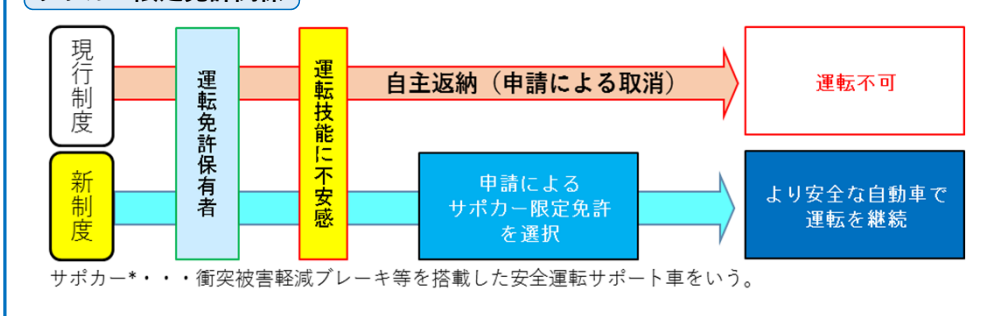 現行制度
運転免許保有者
運転技能に不安感
自主返納（申請による取消）
運転不可
新制度
申請による
サポカー限定免許
を選択
より安全な自動車で
運転を継続
サポカー*・・・衝突被害軽減ブレーキ等を搭載した安全運転サポート車をいう。